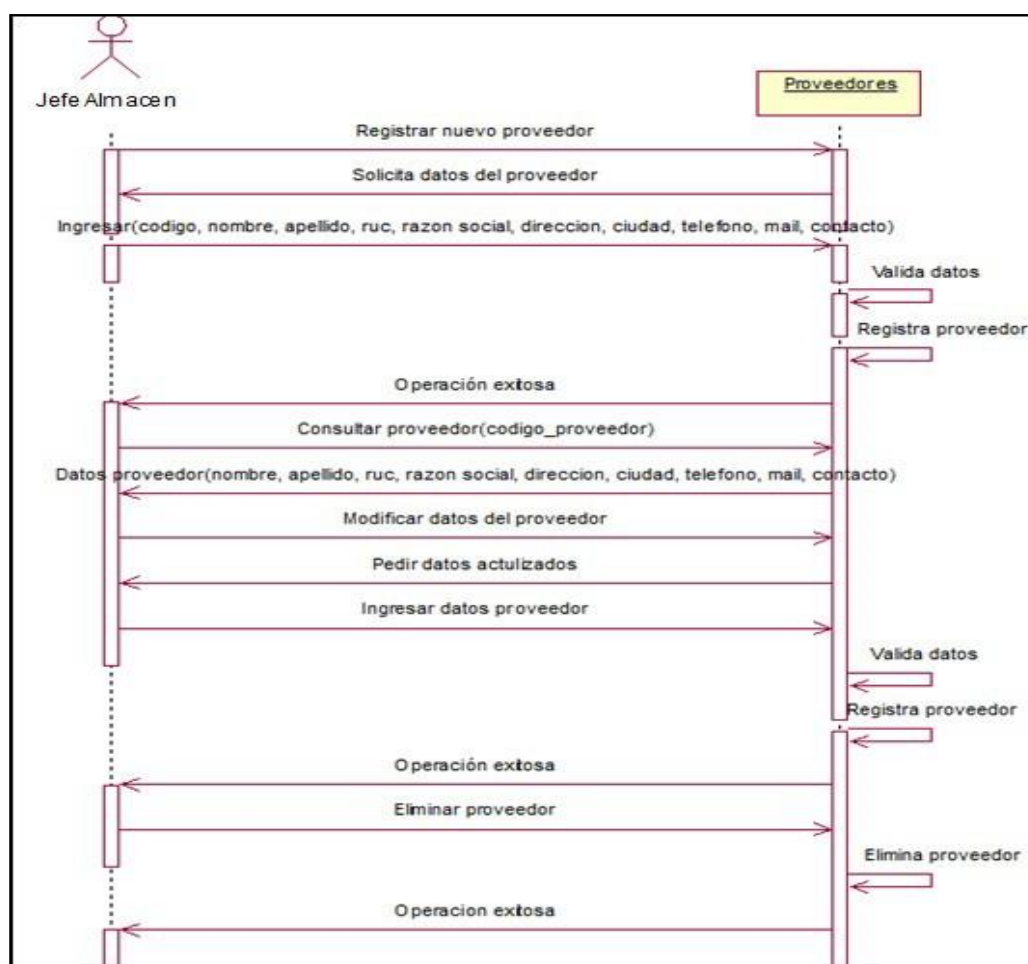 Jefe Almacen
Proveedores
Registrar nuevo proveedor
Solicita datos del proveedor
Ingresar(codigo, nombre, apellido, ruc, razon social, direccion, ciudad, telefono, mail, contacto)
Valida datos
Registra proveedor
Operación exitosa
Consultar proveedor(codigo_proveedor)
Datos proveedor(nombre, apellido, ruc, razon social, direccion, ciudad, telefono, mail, contacto)
Modificar datos del proveedor
Pedir datos actulizados
Ingresar datos proveedor
Valida datos
Registra proveedor
Operación exitosa
Eliminar proveedor
Elimina proveedor
Operacion exitosa